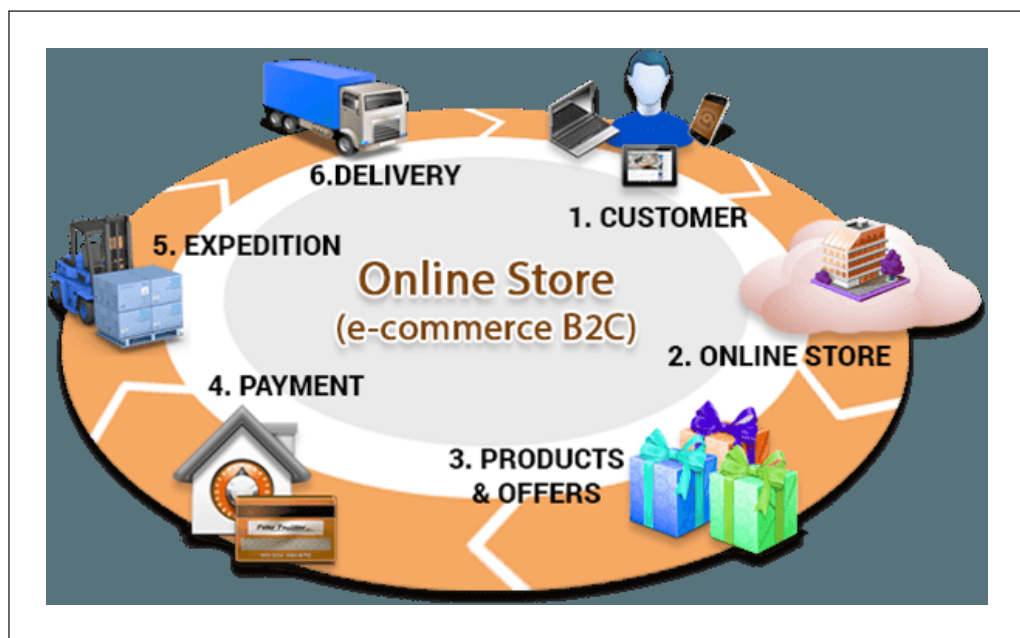 6.DELIVERY
1. CUSTOMER
5. EXPEDITION
Online Store
(e-commerce B2C)
2. ONLINE STORE
4. PAYMENT
3. PRODUCTS
& OFFERS